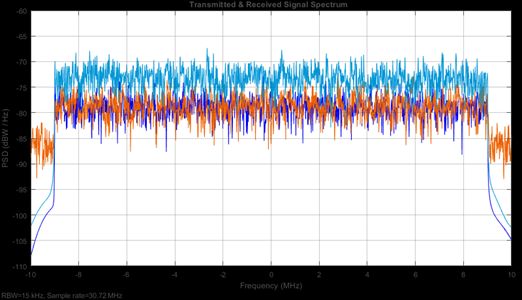 Transmitted & Received Signal Spectrum
-60
-65
-70
-75
-80
-85
-90
-95
-100
-105
-110
PSD (dBW / Hz)
-10 -8 -6 -4 -2 0 2 4 6 8 10
Frequency (MHz)
RBW=15 kHz, Sample rate=30.72 MHz